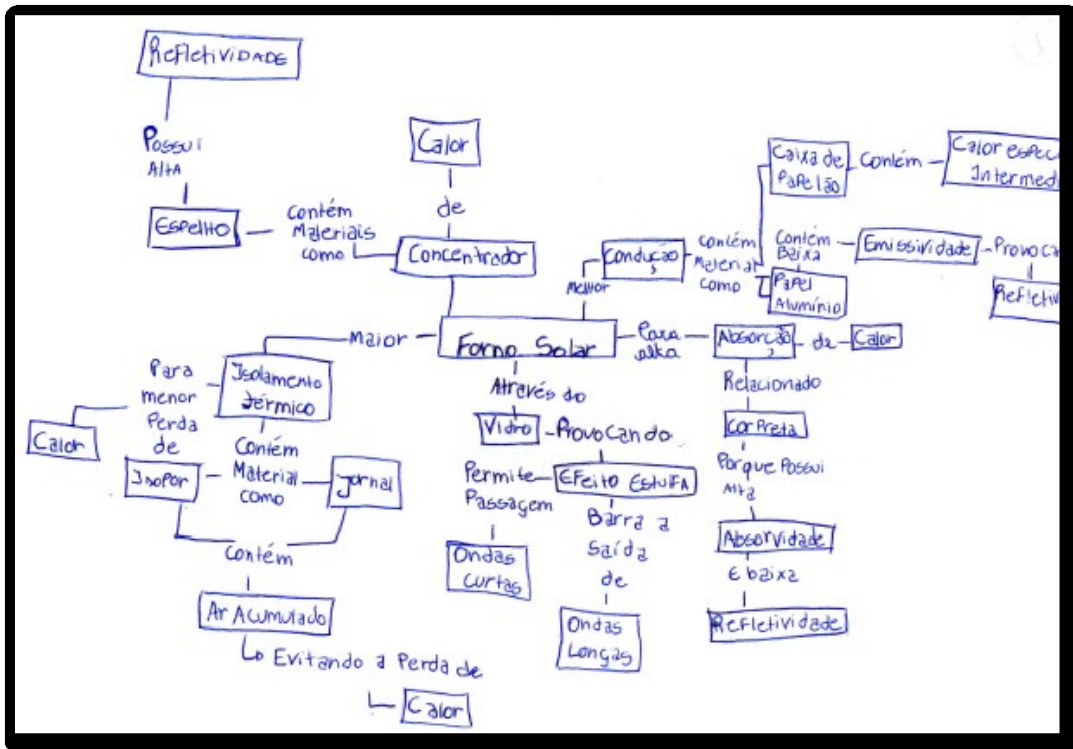 Refletividade
Possui
Alta
Espelho
Contém
Materiais
como
Calor
de
Concentrador
Condução
Melhor
Contém
Material
como
Caixa de
Papelão
Contém
Calor espec
Intermed
Contém
Baixa
Papel
Alumínio
Emissividade
Provoca
Refletiv
Forno Solar
Maior
Isolamento
térmico
Para
menor
Perda
de
Calor
Contém
Material
como
Isopor
Jornal
Contém
Ar Acumulado
Evitando a Perda de
Calor
Através do
Vidro
Provocando
Efeito Estufa
Permite
Passagem
Ondas
Curtas
Barra a
Saída
de
Ondas
Longas
Para
alta
Absorção
de
Calor
Relacionado
Cor Preta
Porque Possui
Alta
Absorvidade
E baixa
Refletividade